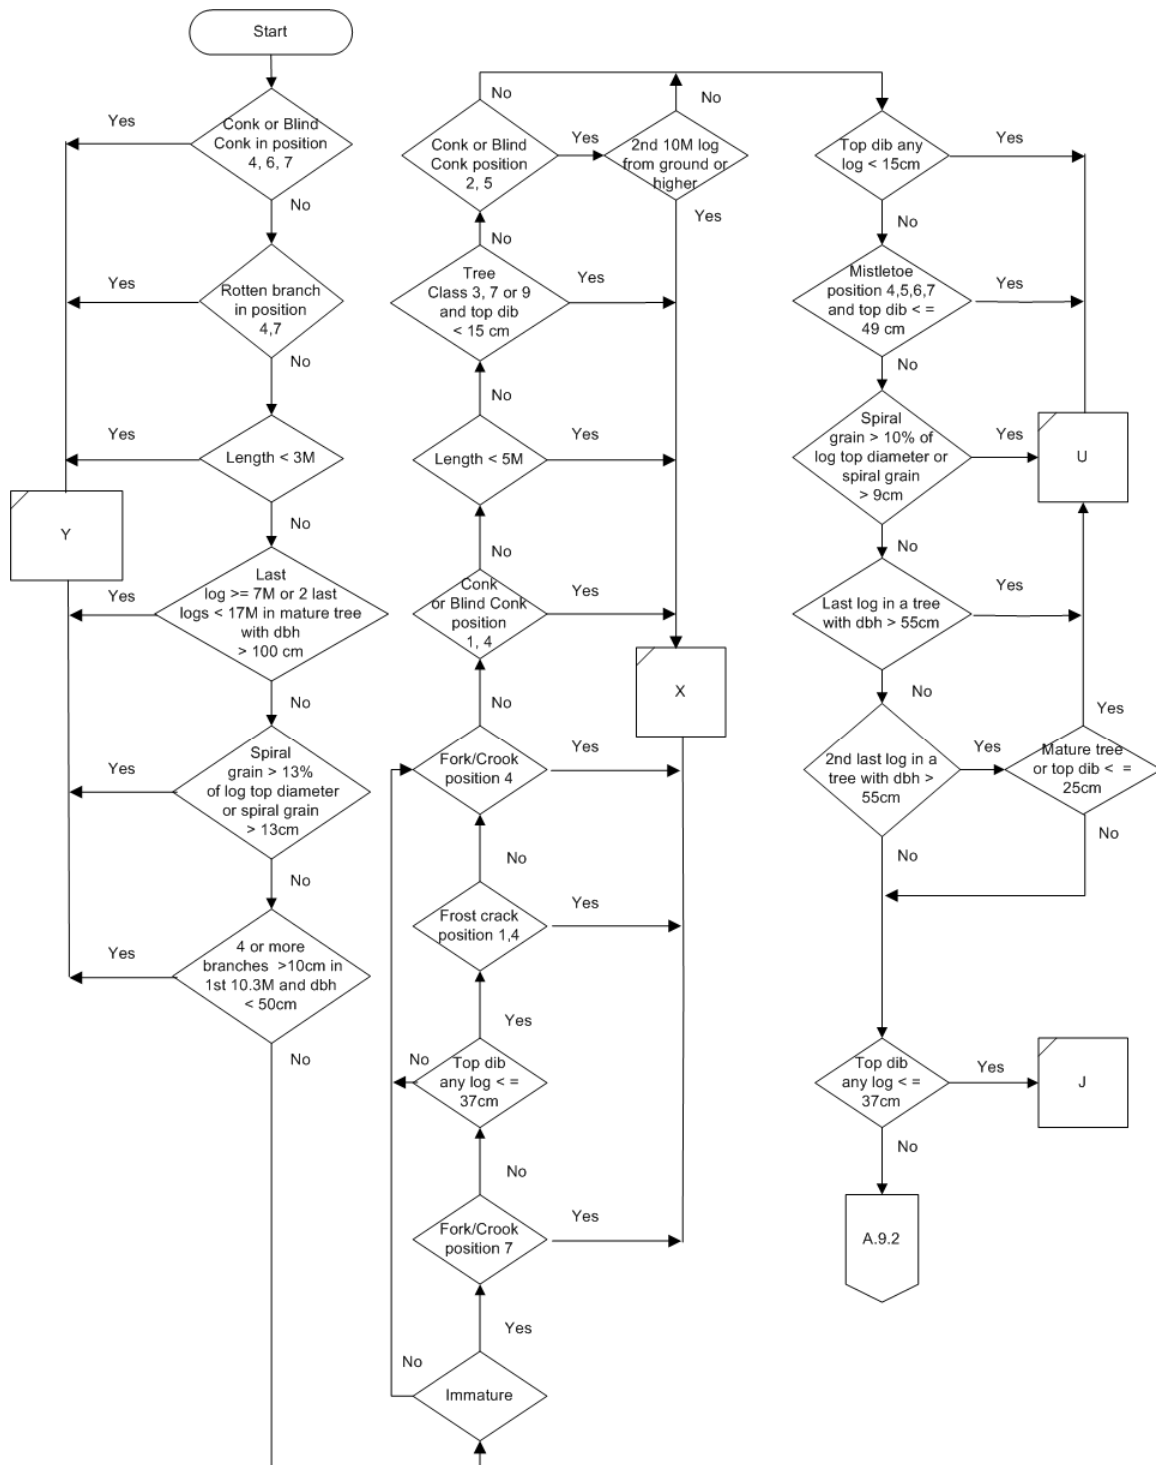 Start
Conk or Blind
Conk in position
4, 6, 7
Yes
No
Rotten branch
in position
4,7
Yes
No
Length < 3M
Yes
No
Y
Last
log >= 7M or 2 last
logs < 17M in mature tree
with dbh
> 100 cm
Yes
No
Spiral
grain > 13%
of log top diameter
or spiral grain
> 13cm
Yes
No
4 or more
branches >10cm in
1st 10.3M and dbh
< 50cm
Yes
No
Immature
No
Yes
Fork/Crook
position 7
Yes
No
Top dib
any log < =
37cm
No
Yes
Frost crack
position 1,4
Yes
No
Fork/Crook
position 4
Yes
No
X
Conk
or Blind Conk
position
1, 4
Yes
No
Length < 5M
Yes
No
Tree
Class 3, 7 or 9
and top dib
< 15 cm
Yes
No
Conk or Blind
Conk position
2, 5
Yes
No
2nd 10M log
from ground or
higher
No
Yes
Top dib any
log < 15cm
Yes
No
Mistletoe
position 4,5,6,7
and top dib < =
49 cm
Yes
No
Spiral
grain > 10% of
log top diameter or
spiral grain
> 9cm
Yes
No
U
Last log in a tree
with dbh > 55cm
Yes
No
2nd last log in a
tree with dbh >
55cm
Yes
No
Mature tree
or top dib < =
25cm
Yes
No
Top dib
any log < =
37cm
Yes
No
J
A.9.2